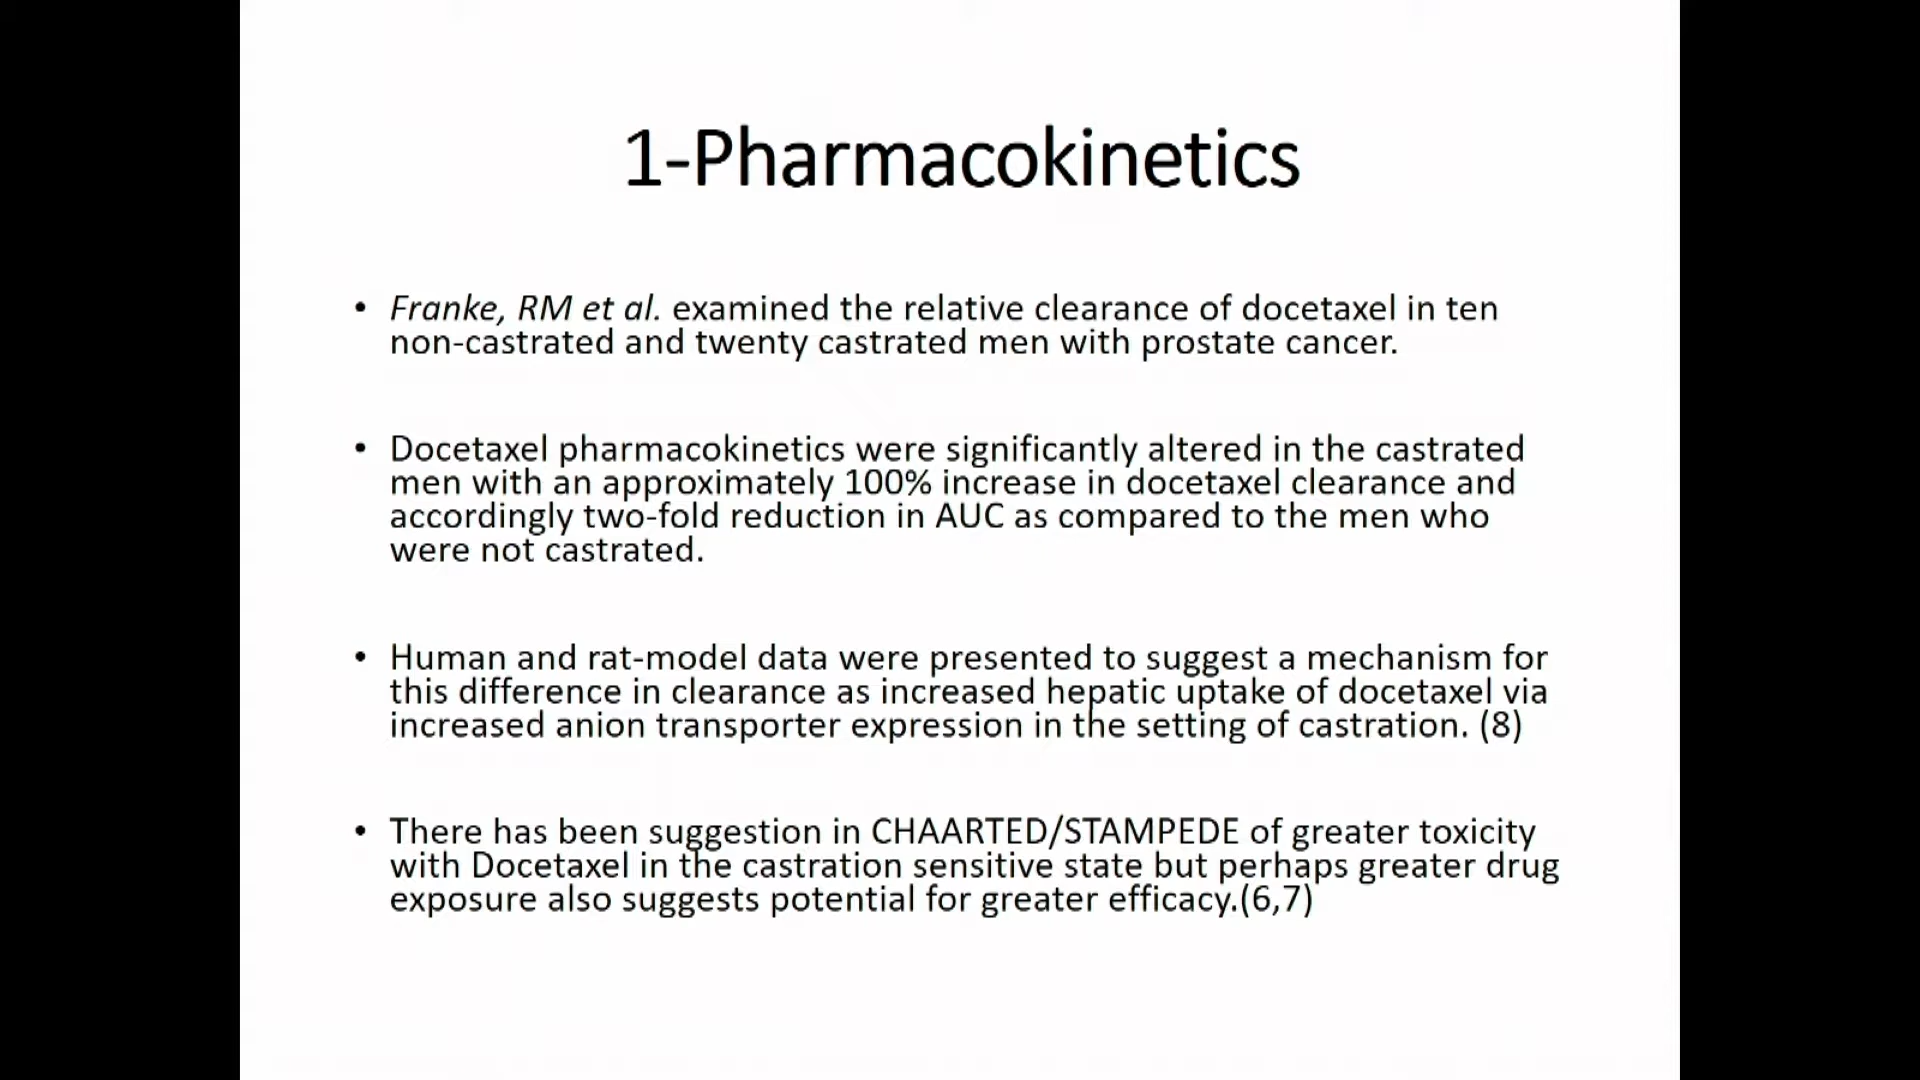 1-Pharmacokinetics
• Franke, RM et al. examined the relative clearance of docetaxel in ten
non-castrated and twenty castrated men with prostate cancer.
• Docetaxel pharmacokinetics were significantly altered in the castrated
men with an approximately 100% increase in docetaxel clearance and
accordingly two-fold reduction in AUC as compared to the men who
were not castrated.
• Human and rat-model data were presented to suggest a mechanism for
this difference in clearance as increased hepatic uptake of docetaxel via
increased anion transporter expression in the setting of castration. (8)
• There has been suggestion in CHAARTED/STAMPEDE of greater toxicity
with Docetaxel in the castration sensitive state but perhaps greater drug
exposure also suggests potential for greater efficacy.(6,7)